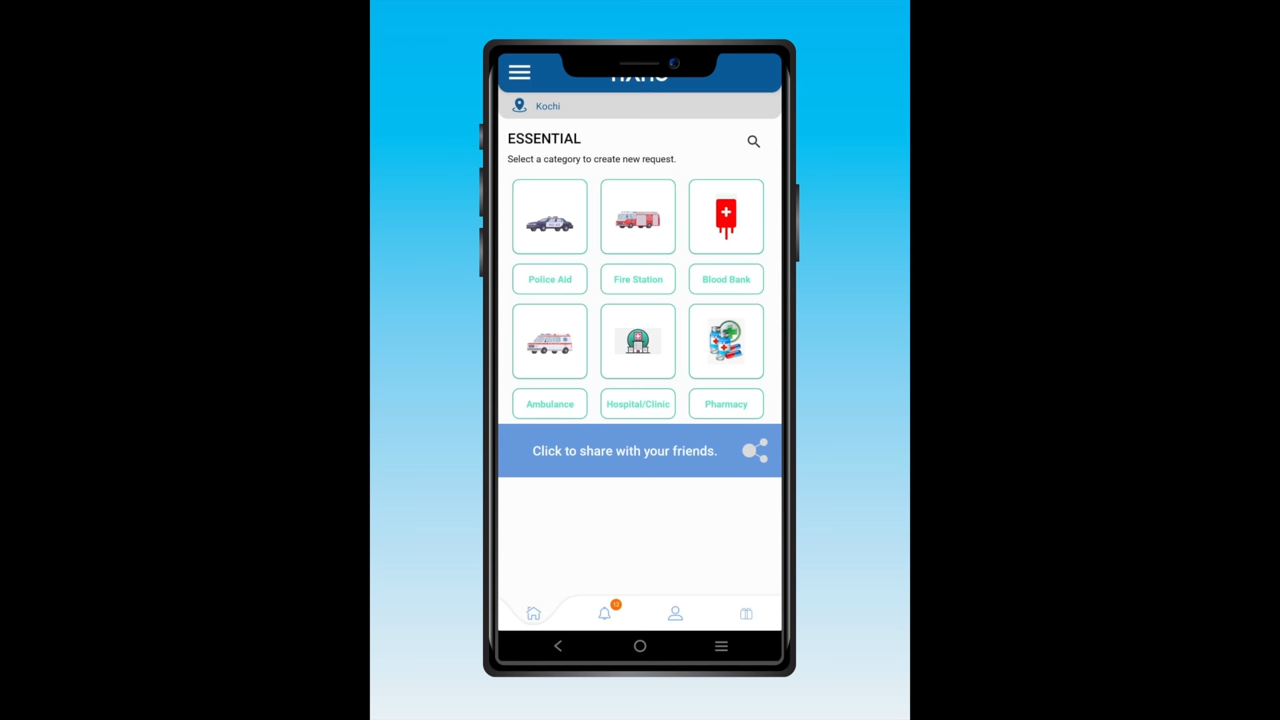 Kochi
ESSENTIAL
Select a category to create new request.
Police Aid
Fire Station
Blood Bank
Ambulance
Hospital/Clinic
Pharmacy
Click to share with your friends.